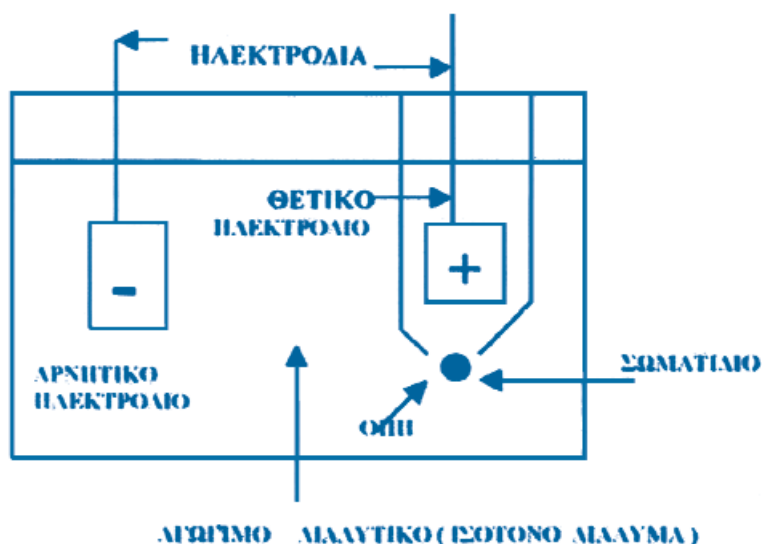 ΗΛΕΚΤΡΟΔΙΑ
ΘΕΤΙΚΟ
ΗΛΕΚΤΡΟΔΙΟ
+
-
ΑΡΝΗΤΙΚΟ
ΗΛΕΚΤΡΟΔΙΟ
ΣΩΜΑΤΙΔΙΟ
ΟΠΗ
ΑΓΩΓΙΜΟ ΔΙΑΛΥΤΙΚΟ ( ΙΣΟΤΟΝΟ ΔΙΑΛΥΜΑ )